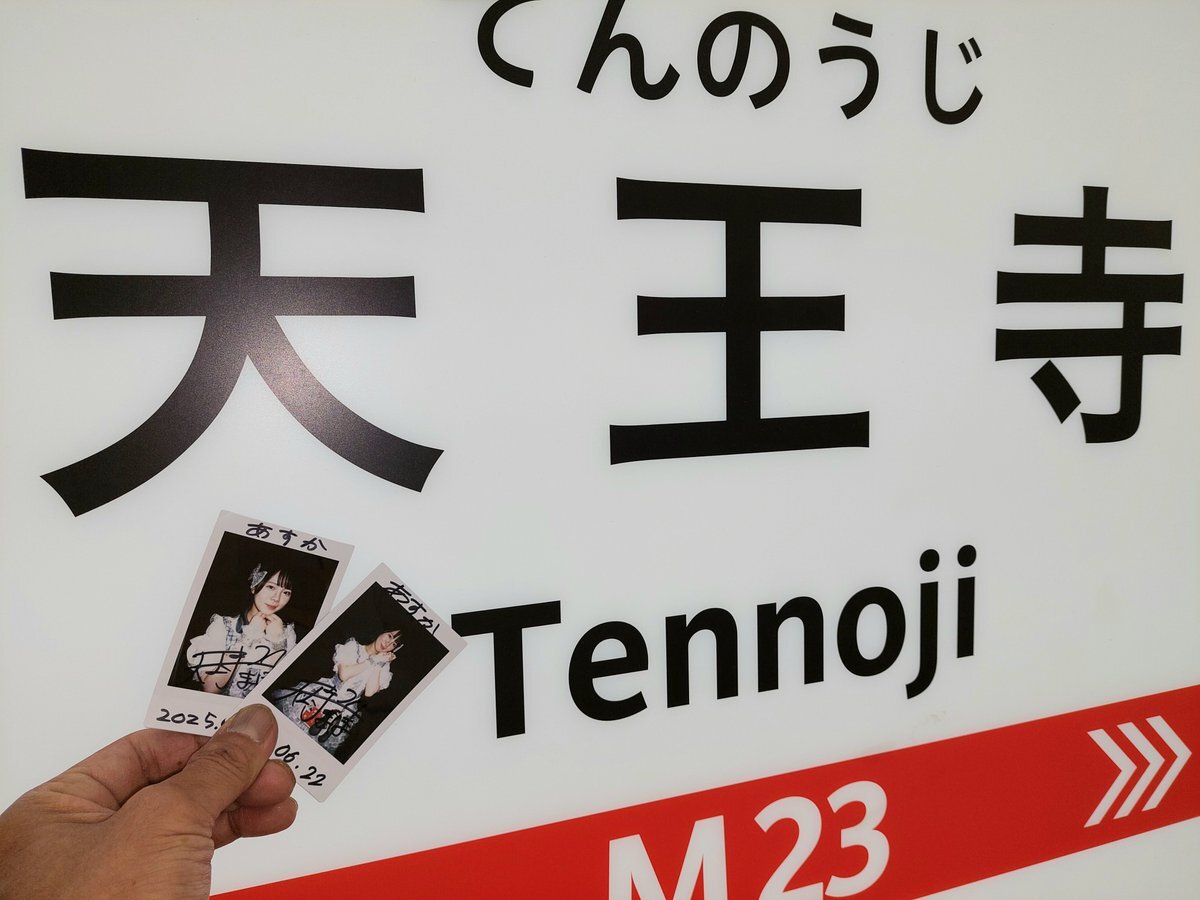 てんのうじ
天王寺
あすか
2025.
あすか
06.22
Tennoji
M23